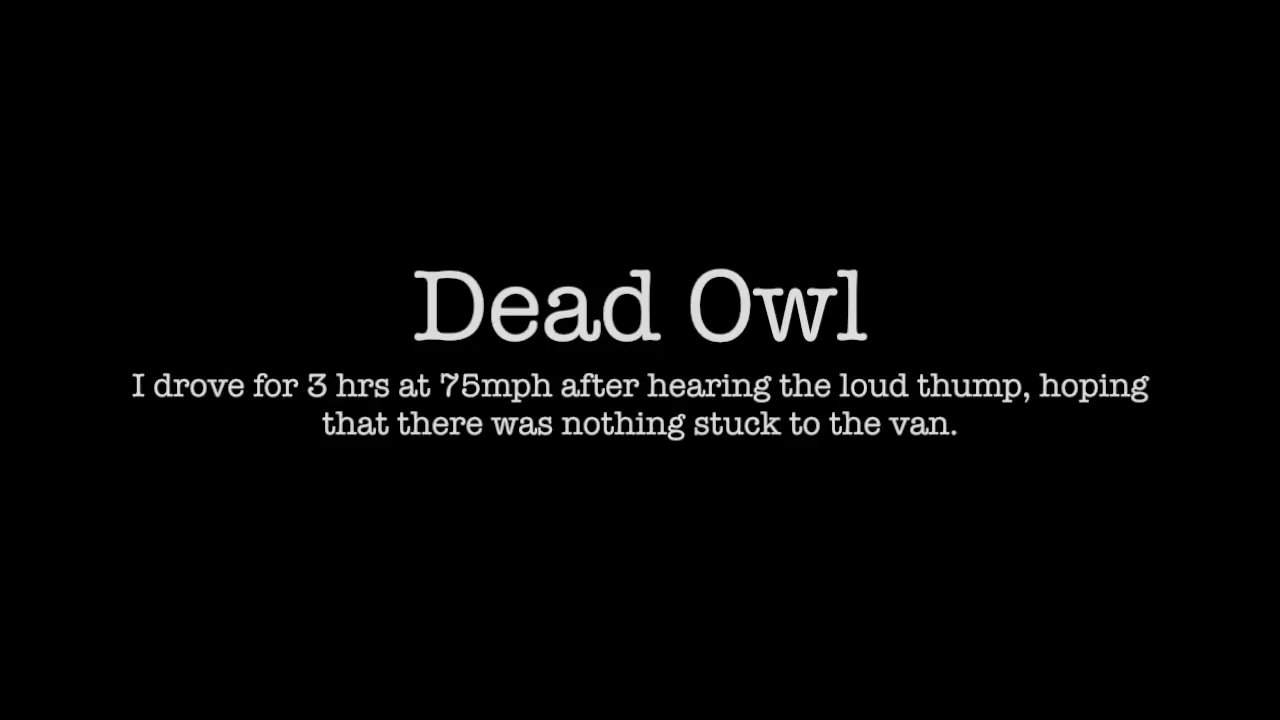 Dead Owl
I drove for 3 hrs at 75mph after hearing the loud thump, hoping
that there was nothing stuck to the van.